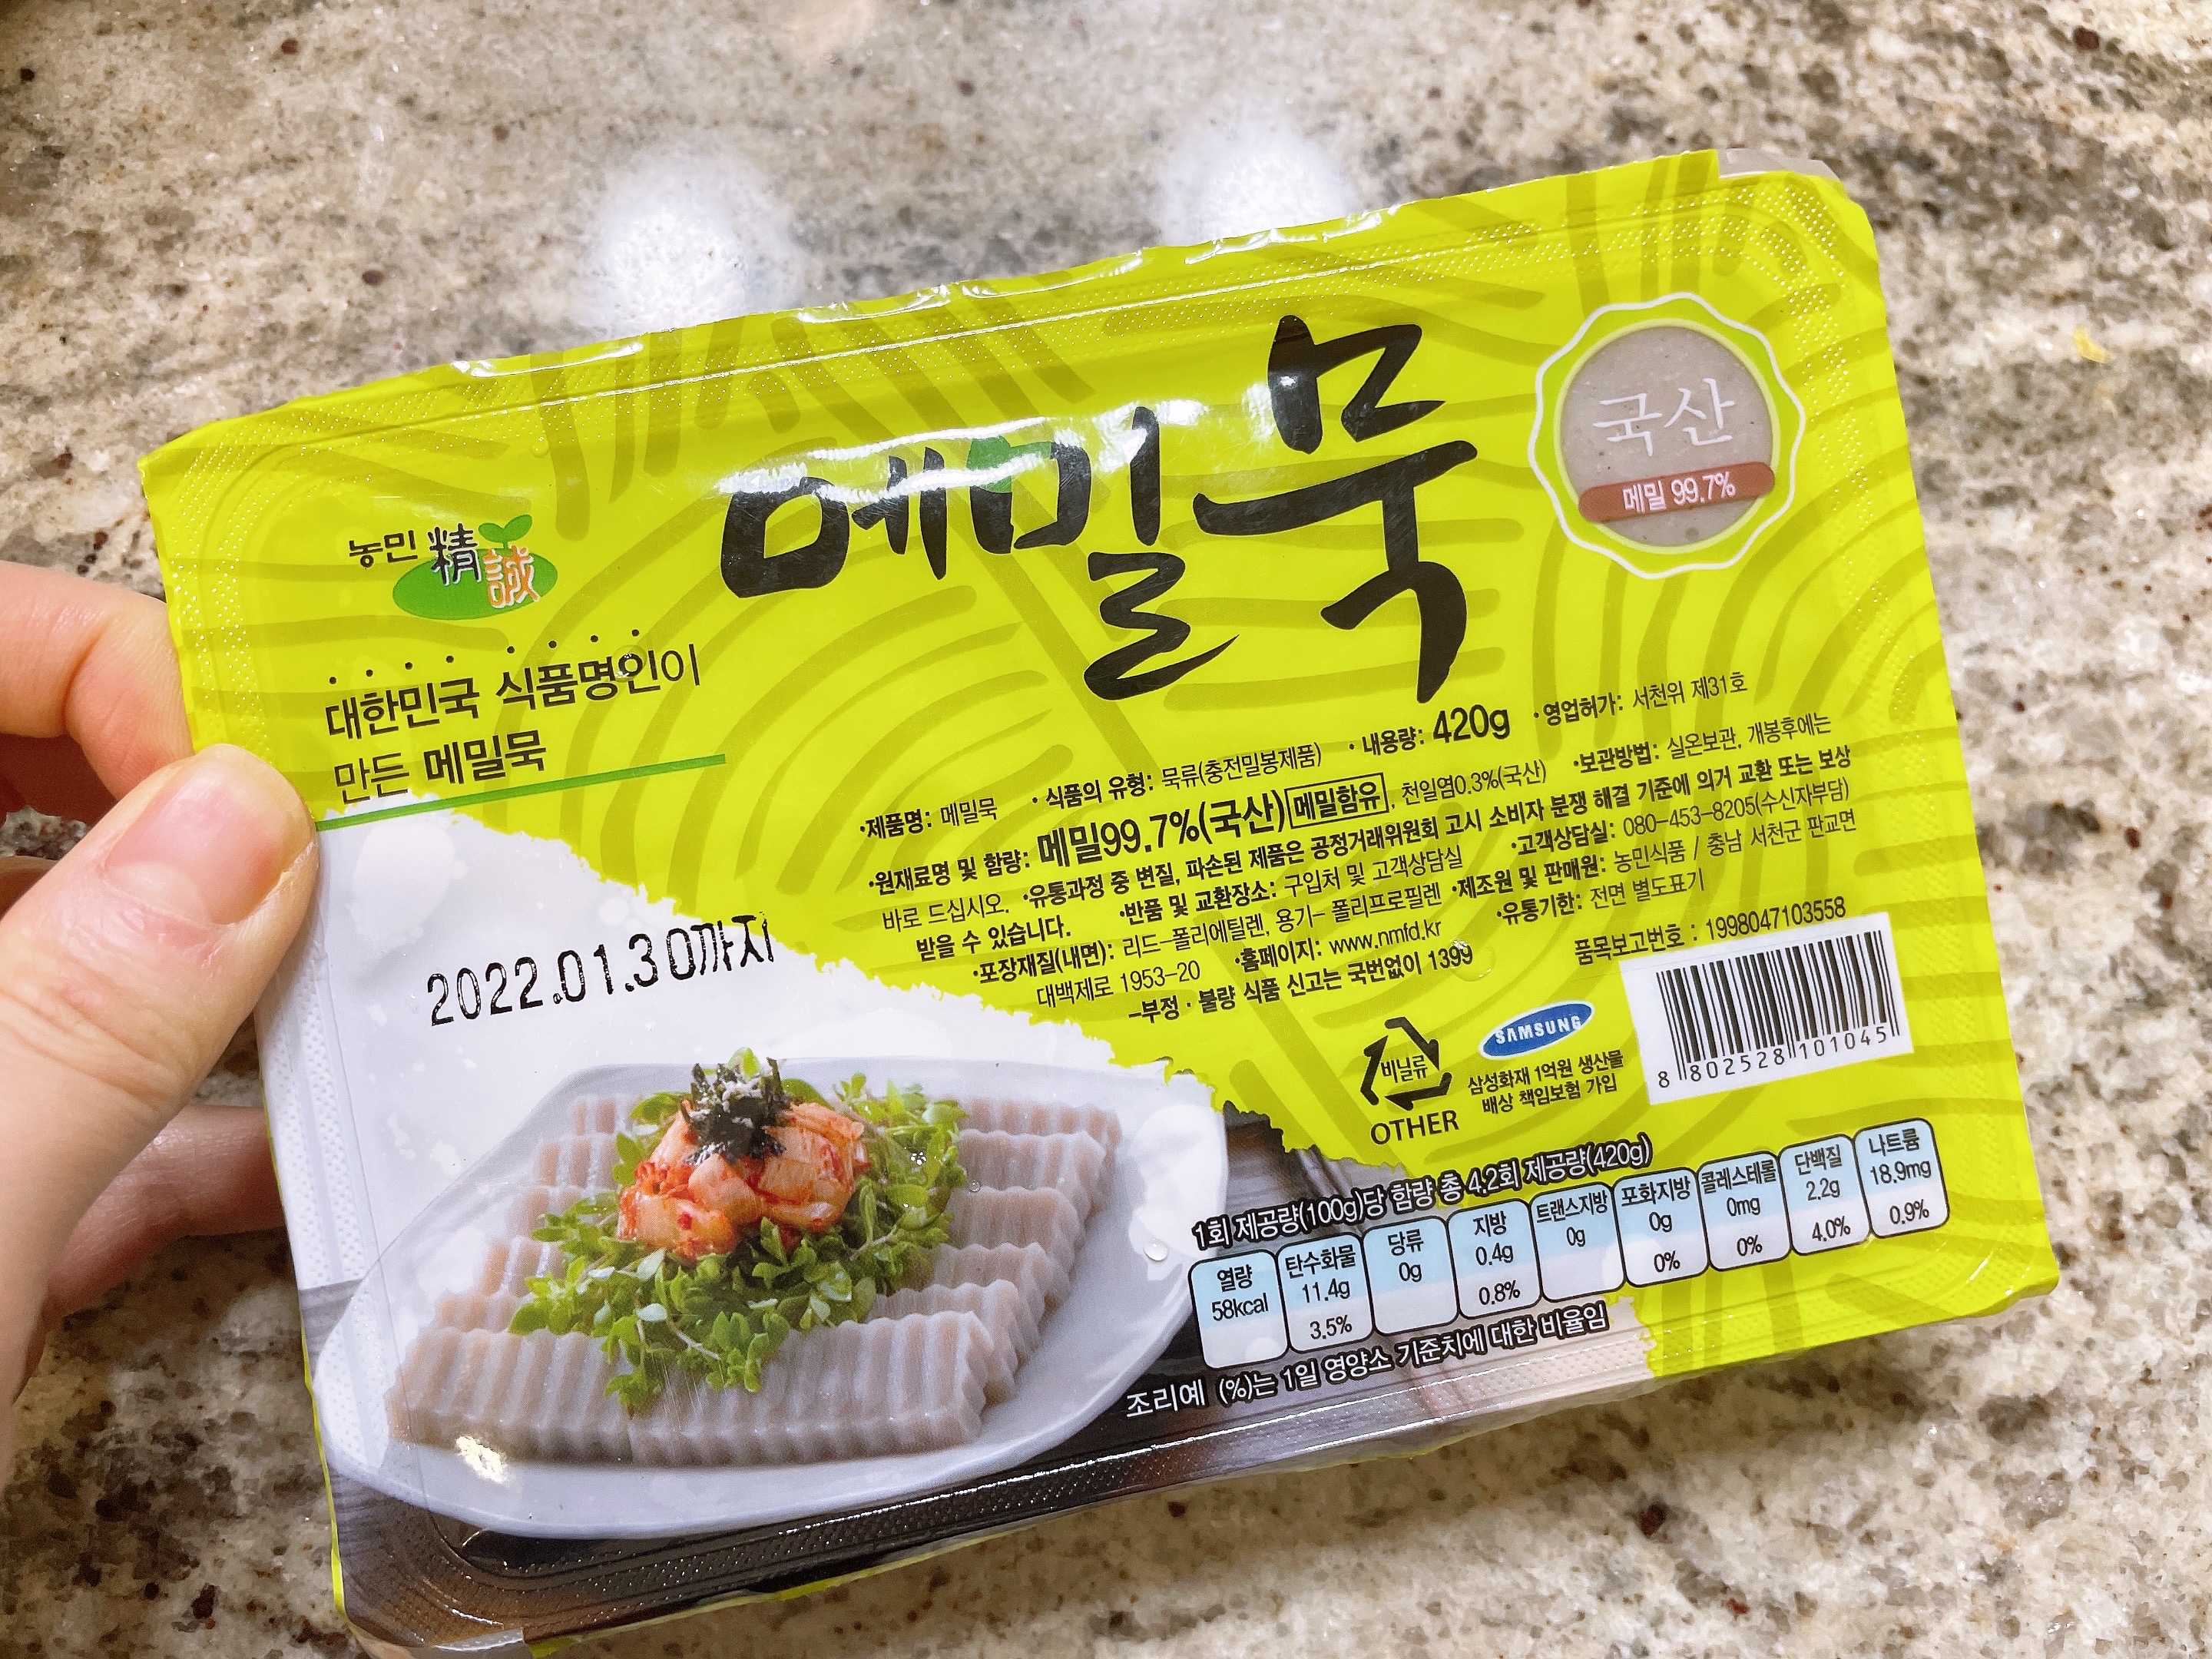 메밀묵
국산
메밀 99.7%
농민 精誠
대한민국 식품명인이
만든 메밀묵
2022.01.30까지
•제품명: 메밀묵 •식품의 유형: 묵류(충전밀봉제품) •내용량: 420g •영업허가: 서천위 제31호
•원재료명 및 함량: 메밀99.7%(국산) 메밀함유, 천일염0.3%(국산) •보관방법: 실온보관, 개봉후에는
바로 드십시오. •유통과정 중 변질, 파손된 제품은 공정거래위원회 고시 소비자 분쟁 해결 기준에 의거 교환 또는 보상
받을 수 있습니다. •반품 및 교환장소: 구입처 및 고객상담실 •고객상담실: 080-453-8205(수신자부담)
•포장재질(내면): 리드-폴리에틸렌, 용기- 폴리프로필렌 •제조원 및 판매원: 농민식품 / 충남 서천군 판교면
대백제로 1953-20 •홈페이지: www.nmfd.kr •유통기한: 전면 별도표기
-부정·불량 식품 신고는 국번없이 1399
품목보고번호 : 1998047103558
비닐류
OTHER
SAMSUNG
삼성화재 1억원 생산물
배상 책임보험 가입
8 802528 101045
1회 제공량(100g)당 함량 총 4.2회 제공량(420g)
열량 탄수화물 당류 지방 트랜스지방 포화지방 콜레스테롤 단백질 나트륨
58kcal 11.4g 0g 0.4g 0g 0g 0mg 2.2g 18.9mg
3.5% 0.8% 0% 0% 4.0% 0.9%
조리예 (%)는 1일 영양소 기준치에 대한 비율임